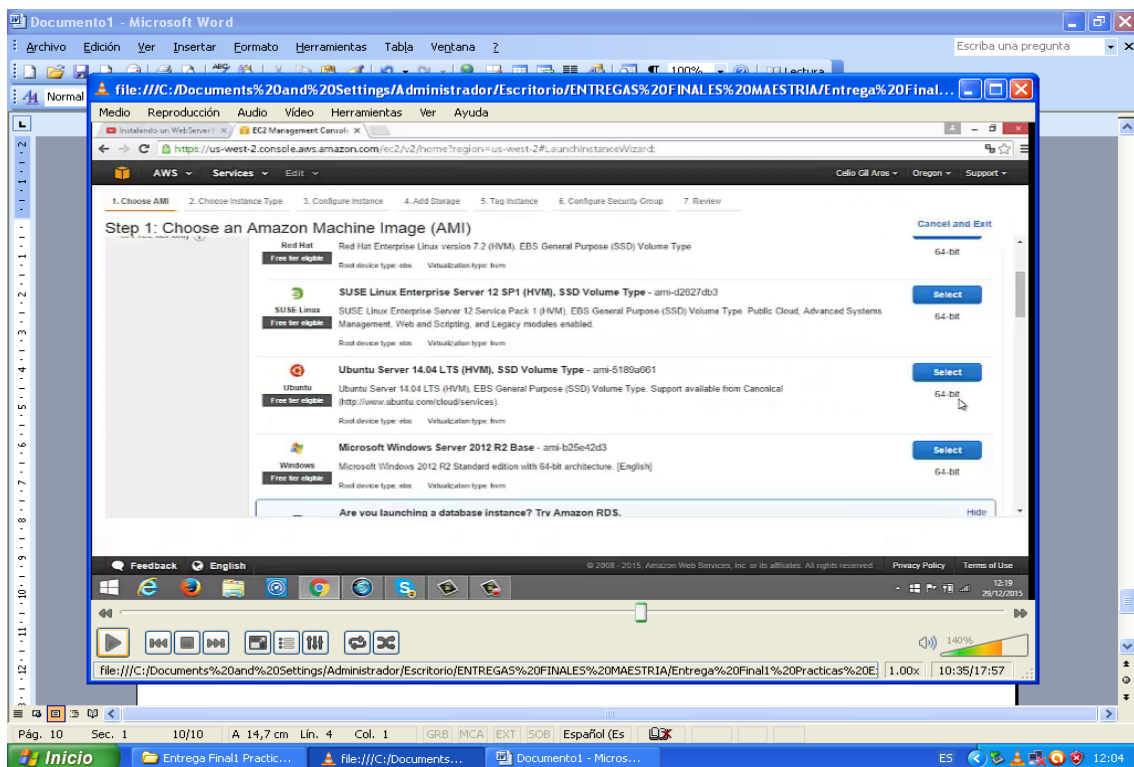 Documento1 - Microsoft Word
Archivo Edición Ver Insertar Formato Herramientas Tabla Ventana ? Escriba una pregunta
100% Lectura
Normal
file:///C:/Documents%20and%20Settings/Administrador/Escritorio/ENTREGAS%20FINALES%20MAESTRIA/Entrega%20Final...
Medio Reproducción Audio Vídeo Herramientas Ver Ayuda
Instalando un WebServer EC2 Management Console
https://us-west-2.console.aws.amazon.com/ec2/v2/home?region=us-west-2#LaunchInstanceWizard:
AWS Services Edit Celio Gil Aros Oregon Support
1. Choose AMI 2. Choose Instance Type 3. Configure Instance 4. Add Storage 5. Tag Instance 6. Configure Security Group 7. Review
Step 1: Choose an Amazon Machine Image (AMI) Cancel and Exit
Red Hat Red Hat Enterprise Linux version 7.2 (HVM), EBS General Purpose (SSD) Volume Type 64-bit
Free tier eligible
Root device type: ebs Virtualization type: hvm
SUSE Linux Enterprise Server 12 SP1 (HVM), SSD Volume Type - ami-d2627db3 Select
SUSE Linux SUSE Linux Enterprise Server 12 Service Pack 1 (HVM), EBS General Purpose (SSD) Volume Type. Public Cloud, Advanced Systems 64-bit
Free tier eligible Management, Web and Scripting, and Legacy modules enabled.
Root device type: ebs Virtualization type: hvm
Ubuntu Server 14.04 LTS (HVM), SSD Volume Type - ami-5189a661 Select
Ubuntu Ubuntu Server 14.04 LTS (HVM), EBS General Purpose (SSD) Volume Type. Support available from Canonical 64-bit
Free tier eligible (http://www.ubuntu.com/cloud/services).
Root device type: ebs Virtualization type: hvm
Microsoft Windows Server 2012 R2 Base - ami-b25e42d3 Select
Windows Microsoft Windows 2012 R2 Standard edition with 64-bit architecture. [English] 64-bit
Free tier eligible
Root device type: ebs Virtualization type: hvm
Are you launching a database instance? Try Amazon RDS. Hide
Feedback English © 2008 - 2015, Amazon Web Services, Inc. or its affiliates. All rights reserved. Privacy Policy Terms of Use
12:19
29/12/2015
140%
file:///C:/Documents%20and%20Settings/Administrador/Escritorio/ENTREGAS%20FINALES%20MAESTRIA/Entrega%20Final1%20Practicas%20E 1.00x 10:35/17:57
Pág. 10 Sec. 1 10/10 A 14,7 cm Lín. 4 Col. 1 GRB MCA EXT SOB Español (Es
Inicio Entrega Final1 Practic... file:///C:/Documents... Documento1 - Micros... ES 12:04